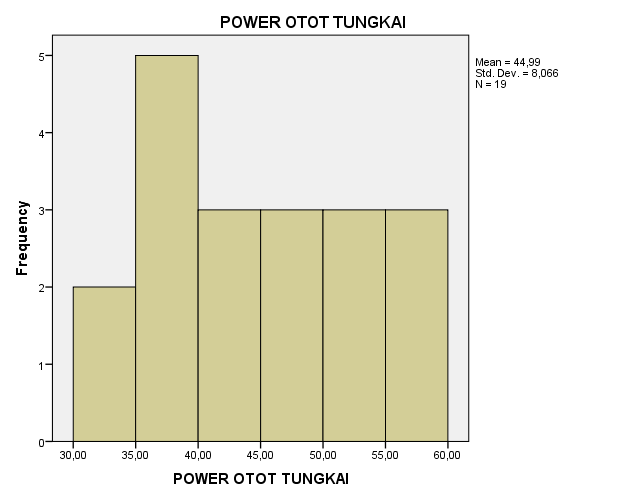 POWER OTOT TUNGKAI
Mean = 44,99
Std. Dev. = 8,066
N = 19
Frequency
5
4
3
2
1
0
30,00 35,00 40,00 45,00 50,00 55,00 60,00
POWER OTOT TUNGKAI